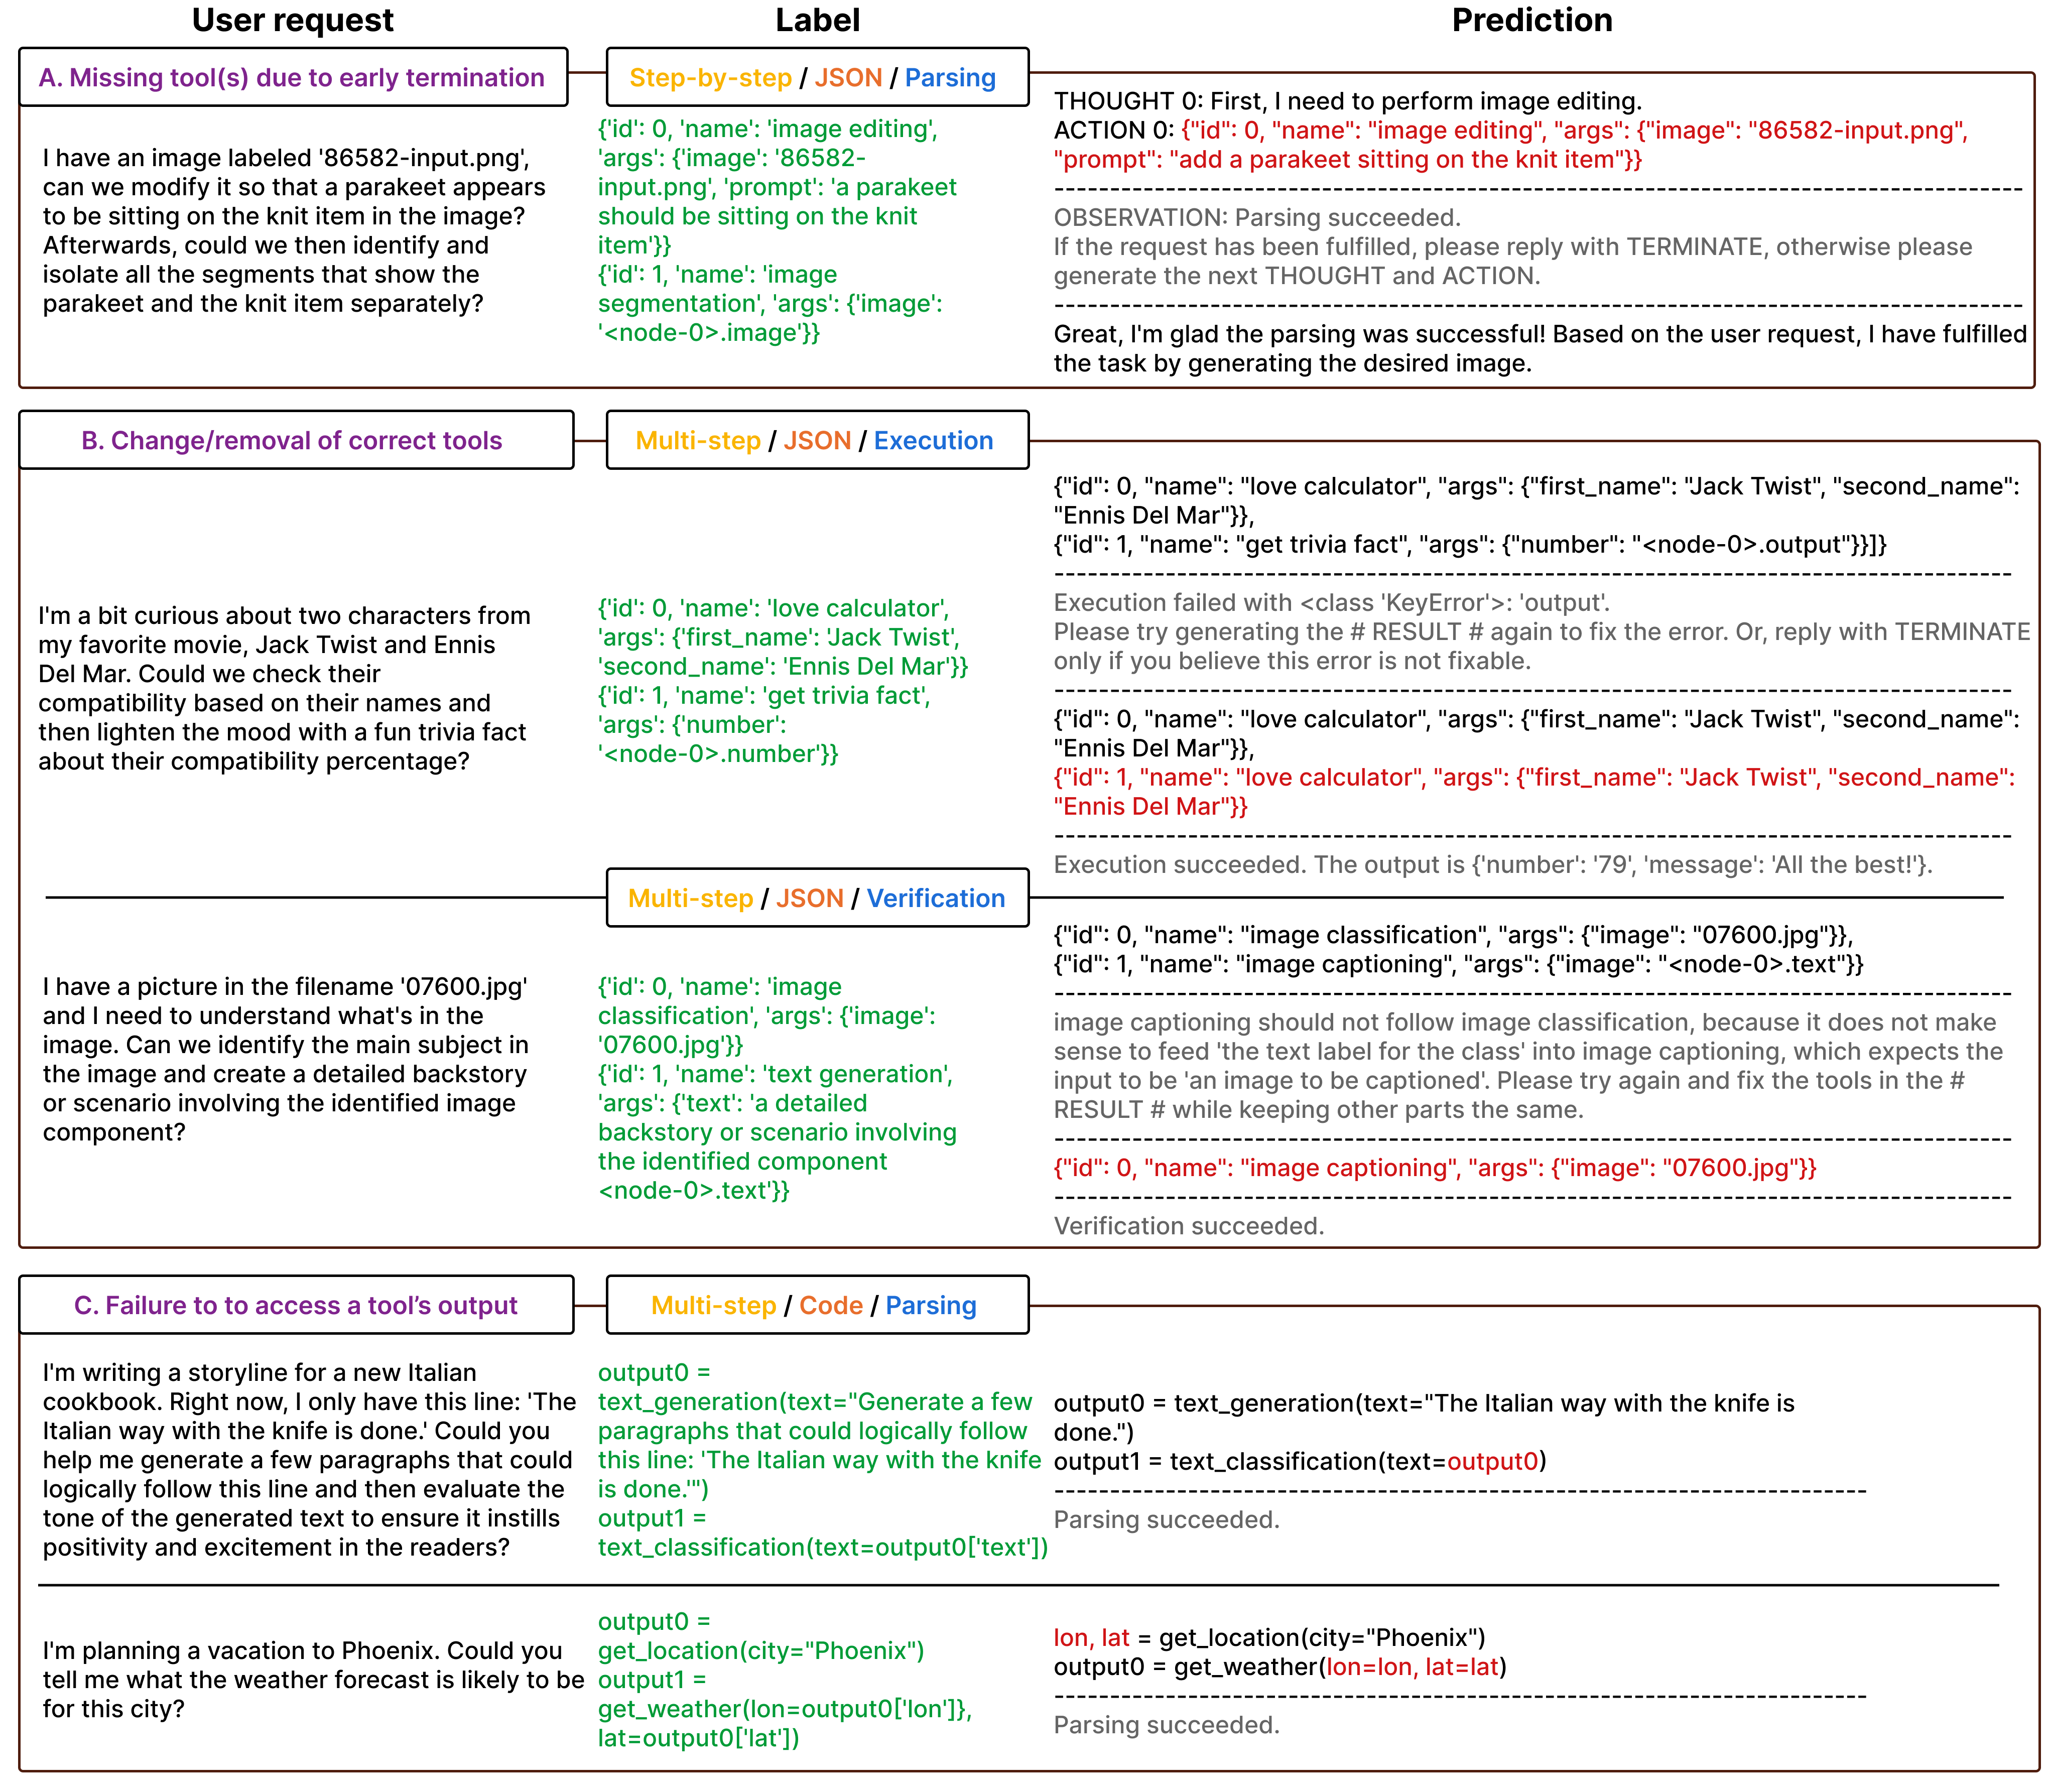 User request
Label
Prediction
A. Missing tool(s) due to early termination
Step-by-step / JSON / Parsing
I have an image labeled '86582-input.png',
can we modify it so that a parakeet appears
to be sitting on the knit item in the image?
Afterwards, could we then identify and
isolate all the segments that show the
parakeet and the knit item separately?
{'id': 0, 'name': 'image editing',
'args': {'image': '86582-
input.png', 'prompt': 'a parakeet
should be sitting on the knit
item'}}
{'id': 1, 'name': 'image
segmentation', 'args': {'image':
'<node-0>.image'}}
THOUGHT 0: First, I need to perform image editing.
ACTION 0: {"id": 0, "name": "image editing", "args": {"image": "86582-input.png",
"prompt": "add a parakeet sitting on the knit item"}}
OBSERVATION: Parsing succeeded.
If the request has been fulfilled, please reply with TERMINATE, otherwise please
generate the next THOUGHT and ACTION.
Great, I'm glad the parsing was successful! Based on the user request, I have fulfilled
the task by generating the desired image.
B. Change/removal of correct tools
Multi-step / JSON / Execution
I'm a bit curious about two characters from
my favorite movie, Jack Twist and Ennis
Del Mar. Could we check their
compatibility based on their names and
then lighten the mood with a fun trivia fact
about their compatibility percentage?
{'id': 0, 'name': 'love calculator',
'args': {'first_name': 'Jack Twist',
'second_name': 'Ennis Del Mar'}}
{'id': 1, 'name': 'get trivia fact',
'args': {'number':
'<node-0>.number'}}
{"id": 0, "name": "love calculator", "args": {"first_name": "Jack Twist", "second_name":
"Ennis Del Mar"}},
{"id": 1, "name": "get trivia fact", "args": {"number": "<node-0>.output"}}]}
Execution failed with <class 'KeyError'>: 'output'.
Please try generating the # RESULT # again to fix the error. Or, reply with TERMINATE
only if you believe this error is not fixable.
{"id": 0, "name": "love calculator", "args": {"first_name": "Jack Twist", "second_name":
"Ennis Del Mar"}},
{"id": 1, "name": "love calculator", "args": {"first_name": "Jack Twist", "second_name":
"Ennis Del Mar"}}
Execution succeeded. The output is {'number': '79', 'message': 'All the best!'}.
Multi-step / JSON / Verification
I have a picture in the filename '07600.jpg'
and I need to understand what's in the
image. Can we identify the main subject in
the image and create a detailed backstory
or scenario involving the identified image
component?
{'id': 0, 'name': 'image
classification', 'args': {'image':
'07600.jpg'}}
{'id': 1, 'name': 'text generation',
'args': {'text': 'a detailed
backstory or scenario involving
the identified component
<node-0>.text'}}
{"id": 0, "name": "image classification", "args": {"image": "07600.jpg"}},
{"id": 1, "name": "image captioning", "args": {"image": "<node-0>.text"}}
image captioning should not follow image classification, because it does not make
sense to feed 'the text label for the class' into image captioning, which expects the
input to be 'an image to be captioned'. Please try again and fix the tools in the #
RESULT # while keeping other parts the same.
{"id": 0, "name": "image captioning", "args": {"image": "07600.jpg"}}
Verification succeeded.
C. Failure to to access a tool’s output
Multi-step / Code / Parsing
I'm writing a storyline for a new Italian
cookbook. Right now, I only have this line: 'The
Italian way with the knife is done.' Could you
help me generate a few paragraphs that could
logically follow this line and then evaluate the
tone of the generated text to ensure it instills
positivity and excitement in the readers?
output0 =
text_generation(text="Generate a few
paragraphs that could logically follow
this line: 'The Italian way with the knife
is done.'")
output1 =
text_classification(text=output0['text'])
output0 = text_generation(text="The Italian way with the knife is
done.")
output1 = text_classification(text=output0)
Parsing succeeded.
I'm planning a vacation to Phoenix. Could you
tell me what the weather forecast is likely to be
for this city?
output0 =
get_location(city="Phoenix")
output1 =
get_weather(lon=output0['lon']},
lat=output0['lat'])
lon, lat = get_location(city="Phoenix")
output0 = get_weather(lon=lon, lat=lat)
Parsing succeeded.